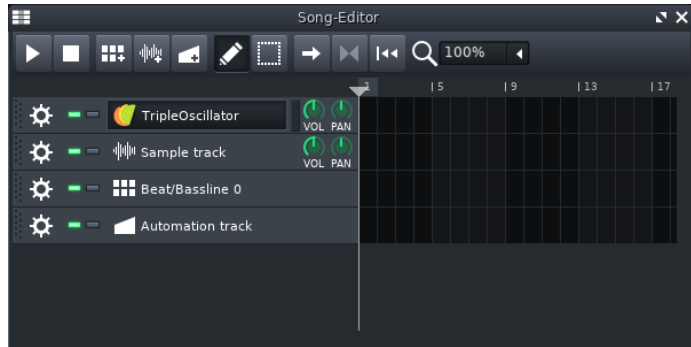 Song-Editor
100%
1 |5 |9 |13 |17
TripleOscillator VOL PAN
Sample track VOL PAN
Beat/Bassline 0
Automation track